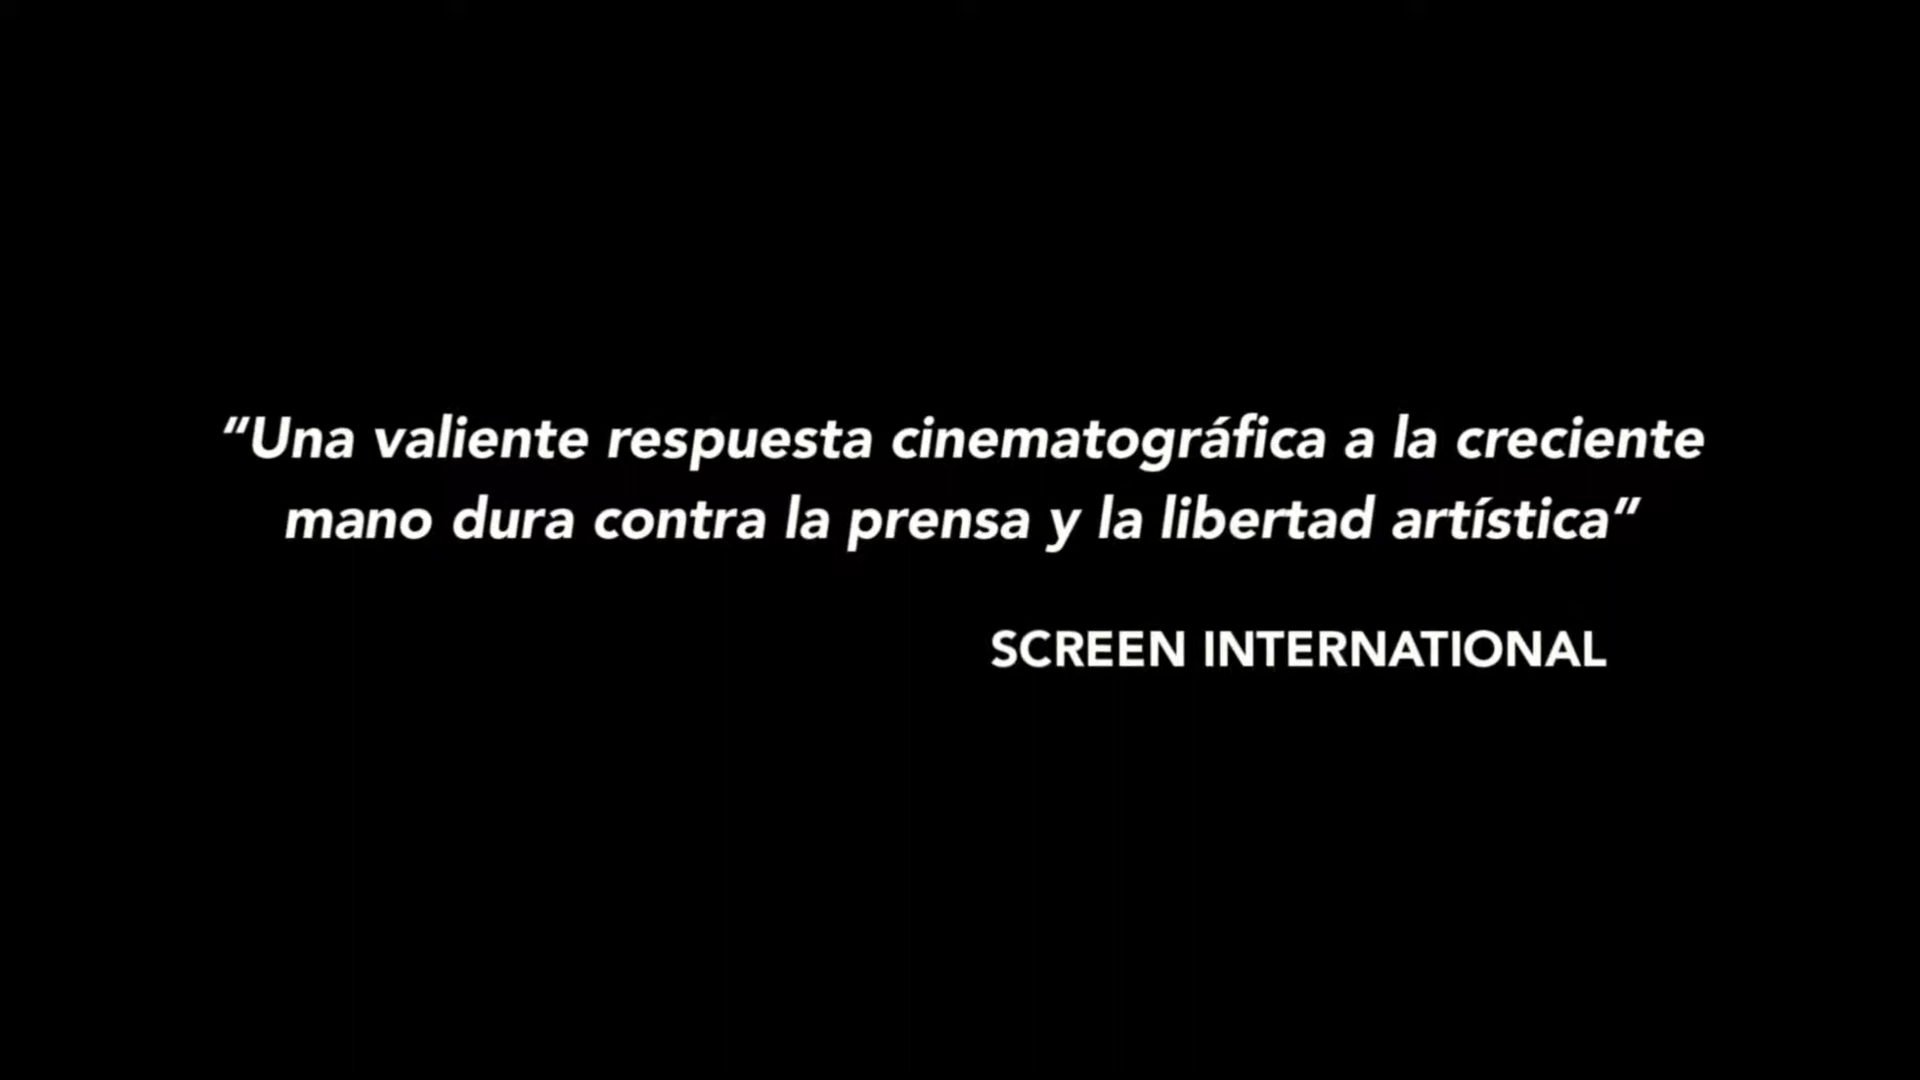 “Una valiente respuesta cinematográfica a la creciente
mano dura contra la prensa y la libertad artística”
SCREEN INTERNATIONAL